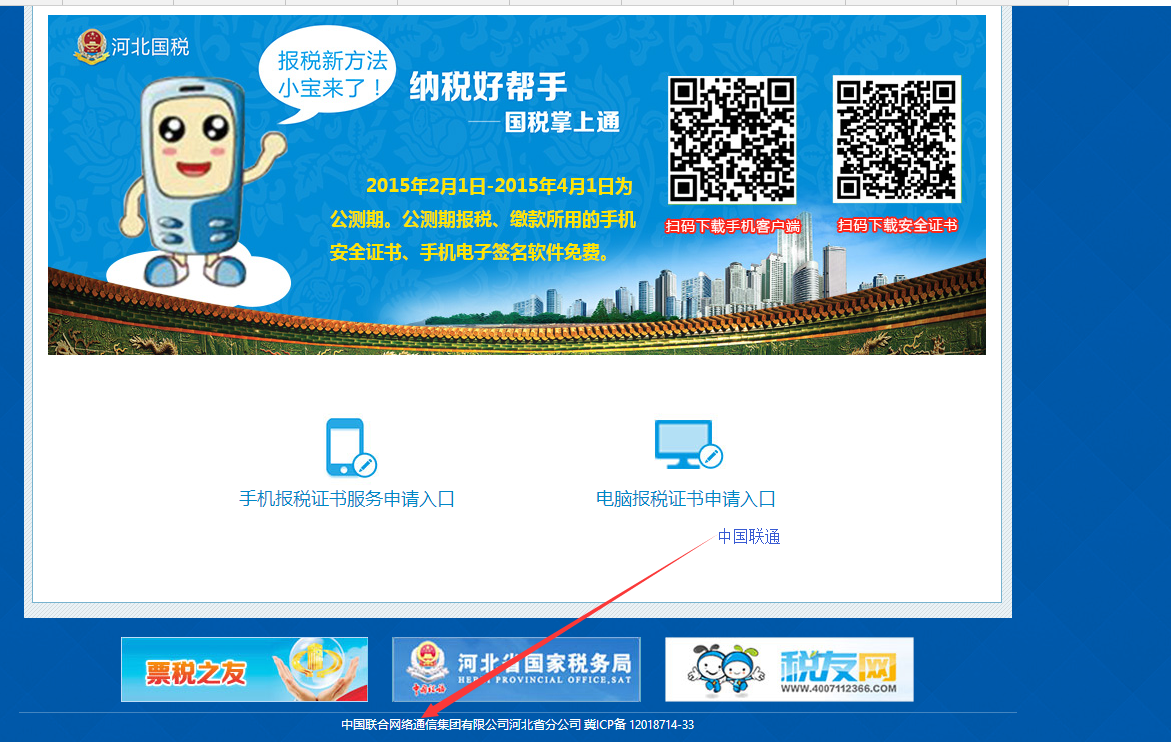 河北国税
报税新方法
小宝来了！
纳税好帮手
——国税掌上通
2015年2月1日-2015年4月1日为
公测期。公测期报税、缴款所用的手机
安全证书、手机电子签名软件免费。
扫码下载手机客户端
扫码下载安全证书
手机报税证书服务申请入口
电脑报税证书申请入口
中国联通
票税之友
中国税务
河北省国家税务局
HEBEI PROVINCIAL OFFICE,SAT
税友网
WWW.4007112366.COM
中国联合网络通信集团有限公司河北省分公司 冀ICP备 12018714-33